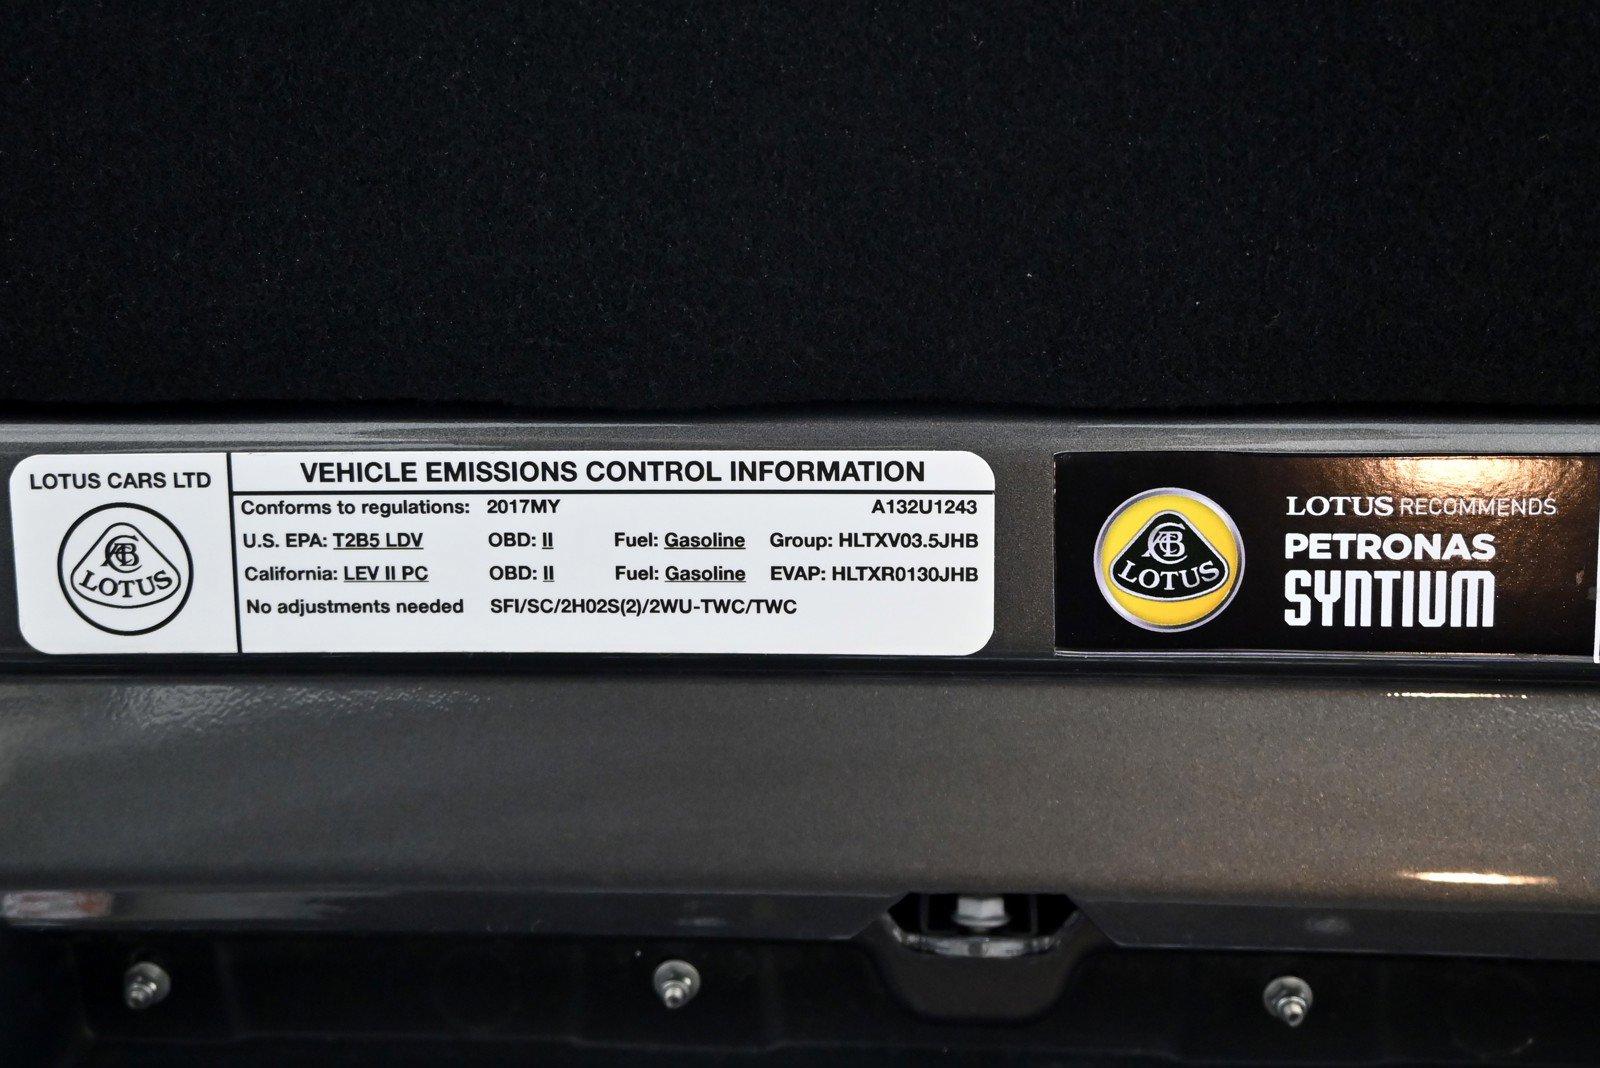 LOTUS CARS LTD
LOTUS
VEHICLE EMISSIONS CONTROL INFORMATION
Conforms to regulations: 2017MY A132U1243
U.S. EPA: T2B5 LDV OBD: II Fuel: Gasoline Group: HLTXV03.5JHB
California: LEV II PC OBD: II Fuel: Gasoline EVAP: HLTXR0130JHB
No adjustments needed SFI/SC/2H02S(2)/2WU-TWC/TWC
LOTUS
LOTUS RECOMMENDS
PETRONAS
SYNTIUM